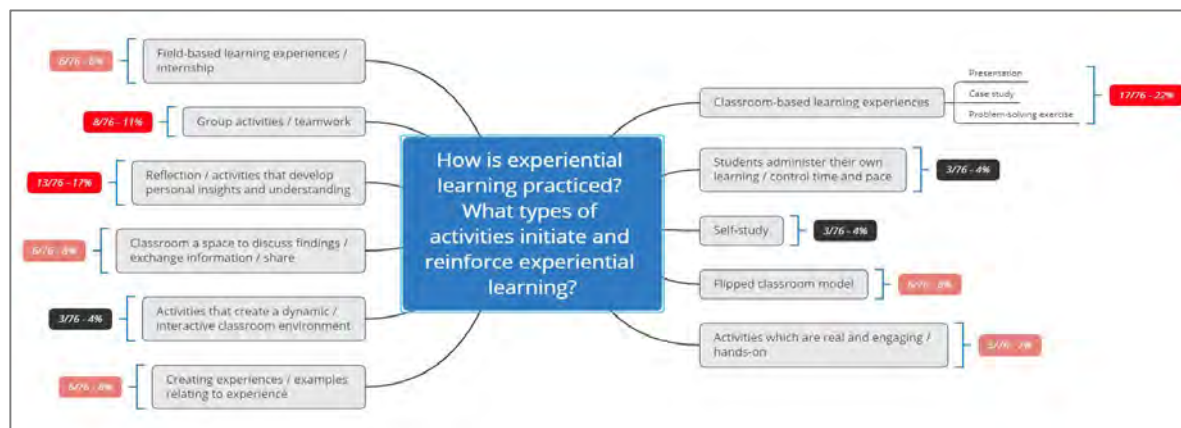 How is experiential
learning practiced?
What types of
activities initiate and
reinforce experiential
learning?
6/76 - 8%
Field-based learning experiences /
internship
8/76 - 11%
Group activities / teamwork
13/76 - 17%
Reflection / activities that develop
personal insights and understanding
6/76 - 8%
Classroom a space to discuss findings /
exchange information / share
3/76 - 4%
Activities that create a dynamic /
interactive classroom environment
6/76 - 8%
Creating experiences / examples
relating to experience
Classroom-based learning experiences
Presentation
Case study
Problem-solving exercise
17/76 - 22%
Students administer their own
learning / control time and pace
3/76 - 4%
Self-study
3/76 - 4%
Flipped classroom model
6/76 - 8%
Activities which are real and engaging /
hands-on
5/76 - 7%